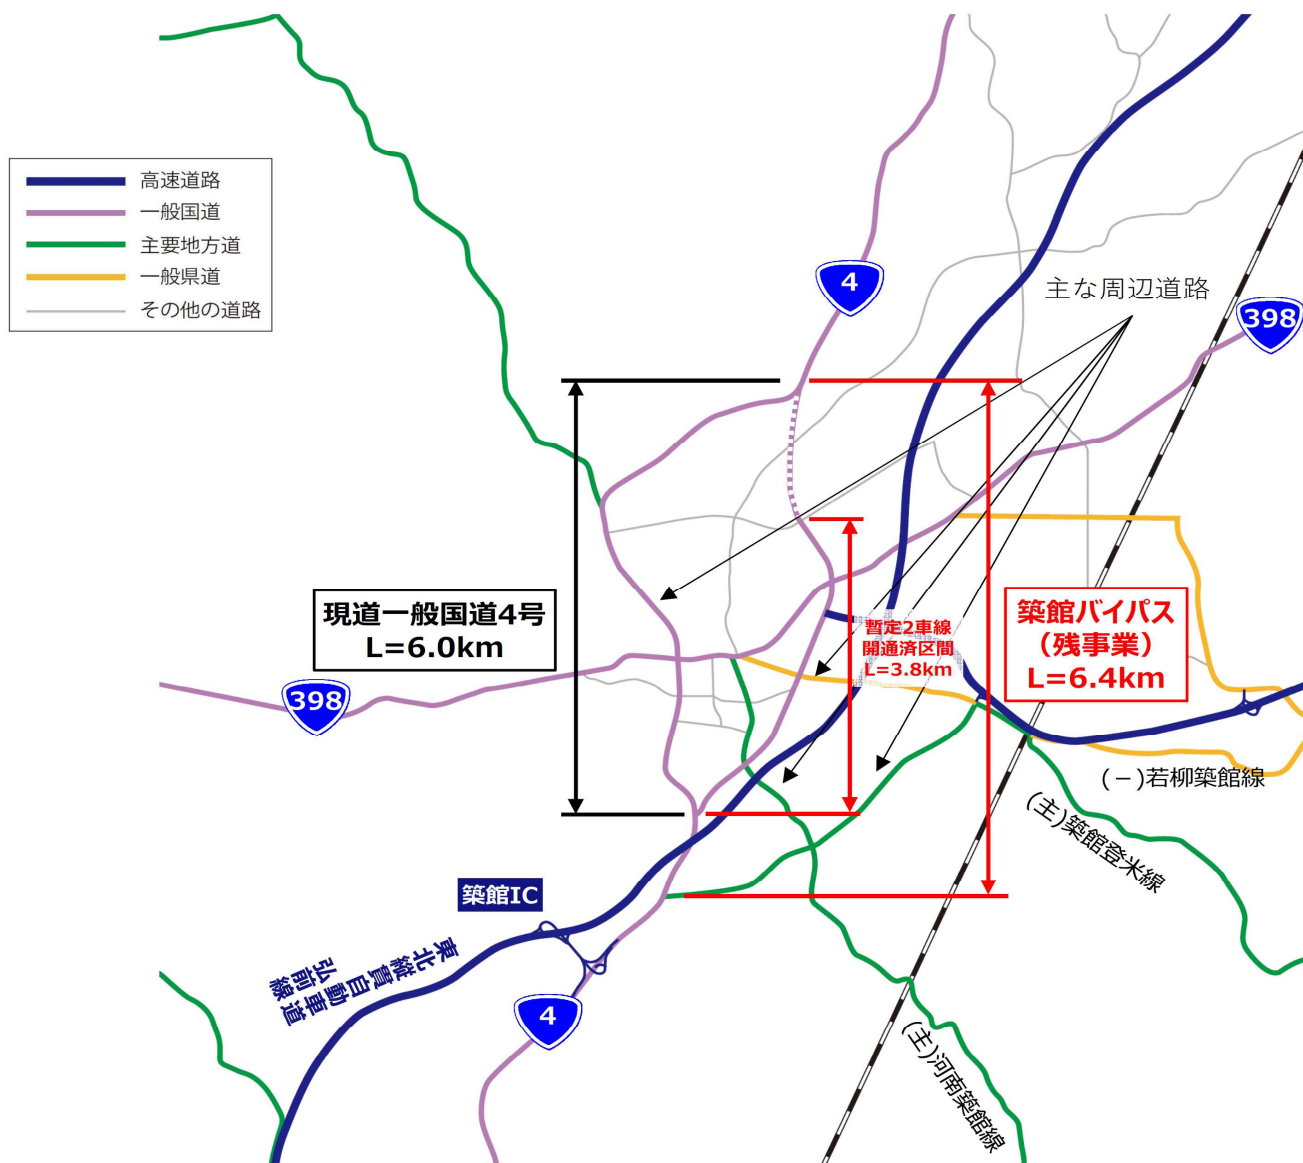 高速道路
一般国道
主要地方道
一般県道
その他の道路
4
主な周辺道路
398
現道一般国道4号
L=6.0km
暫定2車線
開通済区間
L=3.8km
築館バイパス
（残事業）
L=6.4km
398
(－)若柳築館線
(主)築館登米線
築館IC
東北縦貫自動車道
弘前線
4
(主)河南築館線